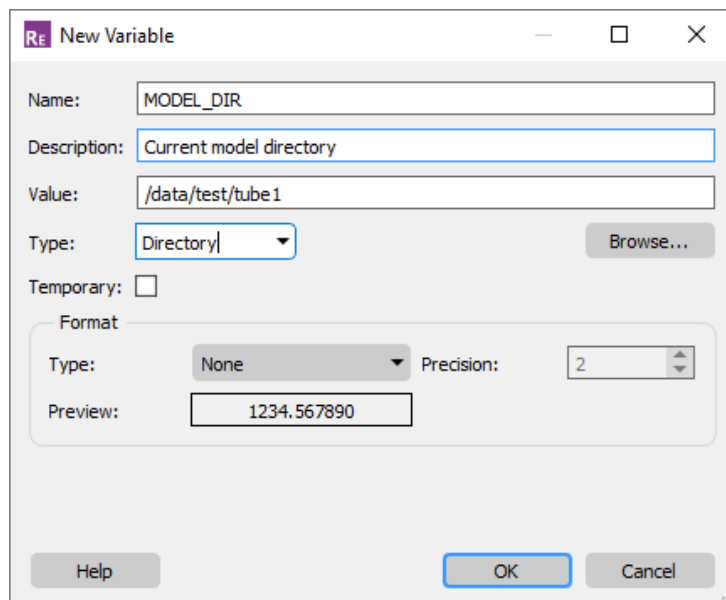 RE New Variable
Name: MODEL_DIR
Description: Current model directory
Value: /data/test/tube1
Type: Directory Browse...
Temporary:
Format
Type: None Precision: 2
Preview: 1234.567890
Help OK Cancel